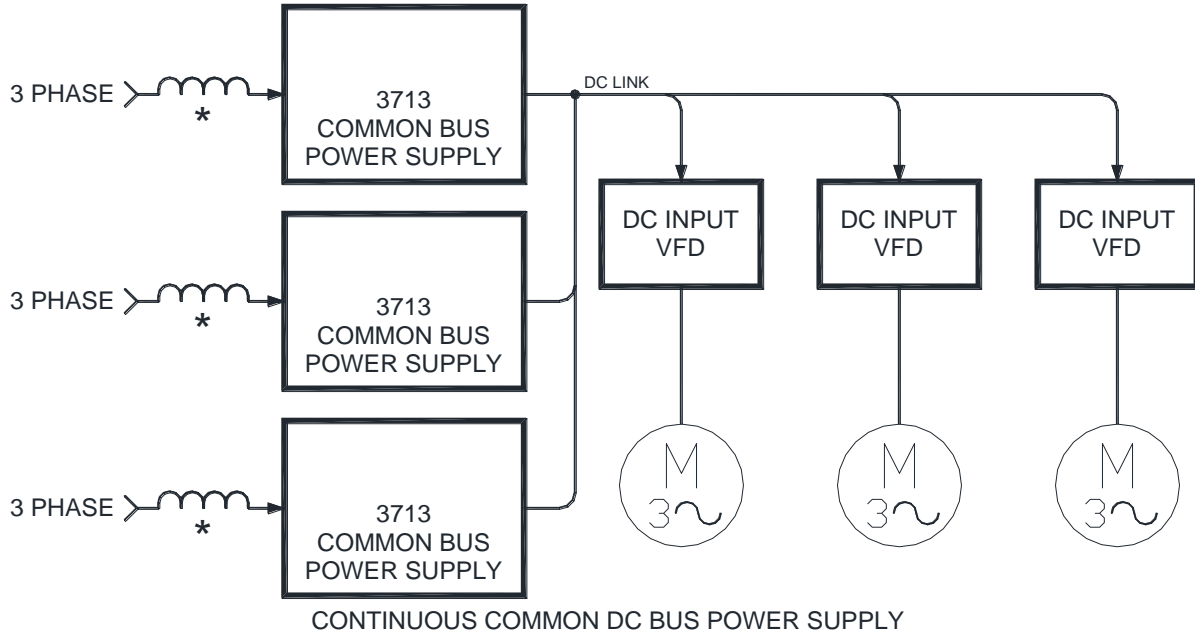 3 PHASE
*
3713
COMMON BUS
POWER SUPPLY
DC LINK
DC INPUT
VFD
DC INPUT
VFD
DC INPUT
VFD
3 PHASE
*
3713
COMMON BUS
POWER SUPPLY
M
3~
M
3~
M
3~
3 PHASE
*
3713
COMMON BUS
POWER SUPPLY
CONTINUOUS COMMON DC BUS POWER SUPPLY